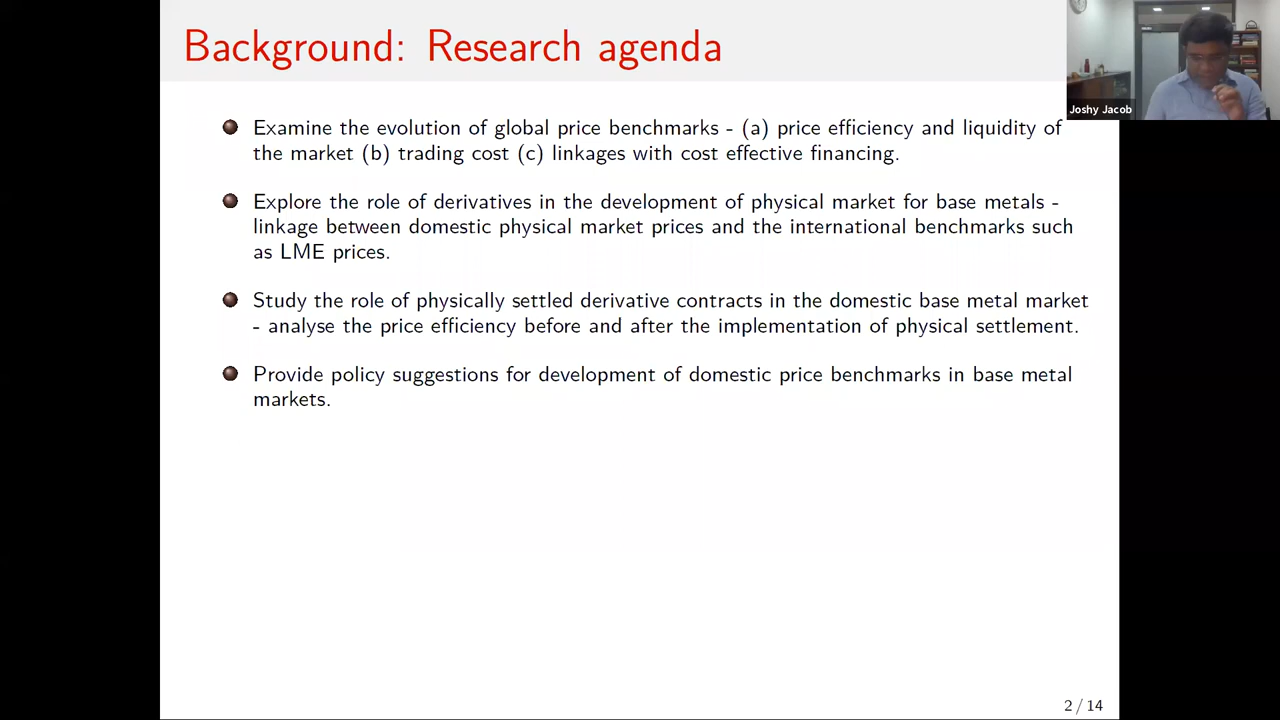 Background: Research agenda
Joshy Jacob
Examine the evolution of global price benchmarks - (a) price efficiency and liquidity of
the market (b) trading cost (c) linkages with cost effective financing.
Explore the role of derivatives in the development of physical market for base metals -
linkage between domestic physical market prices and the international benchmarks such
as LME prices.
Study the role of physically settled derivative contracts in the domestic base metal market
- analyse the price efficiency before and after the implementation of physical settlement.
Provide policy suggestions for development of domestic price benchmarks in base metal
markets.
2 / 14